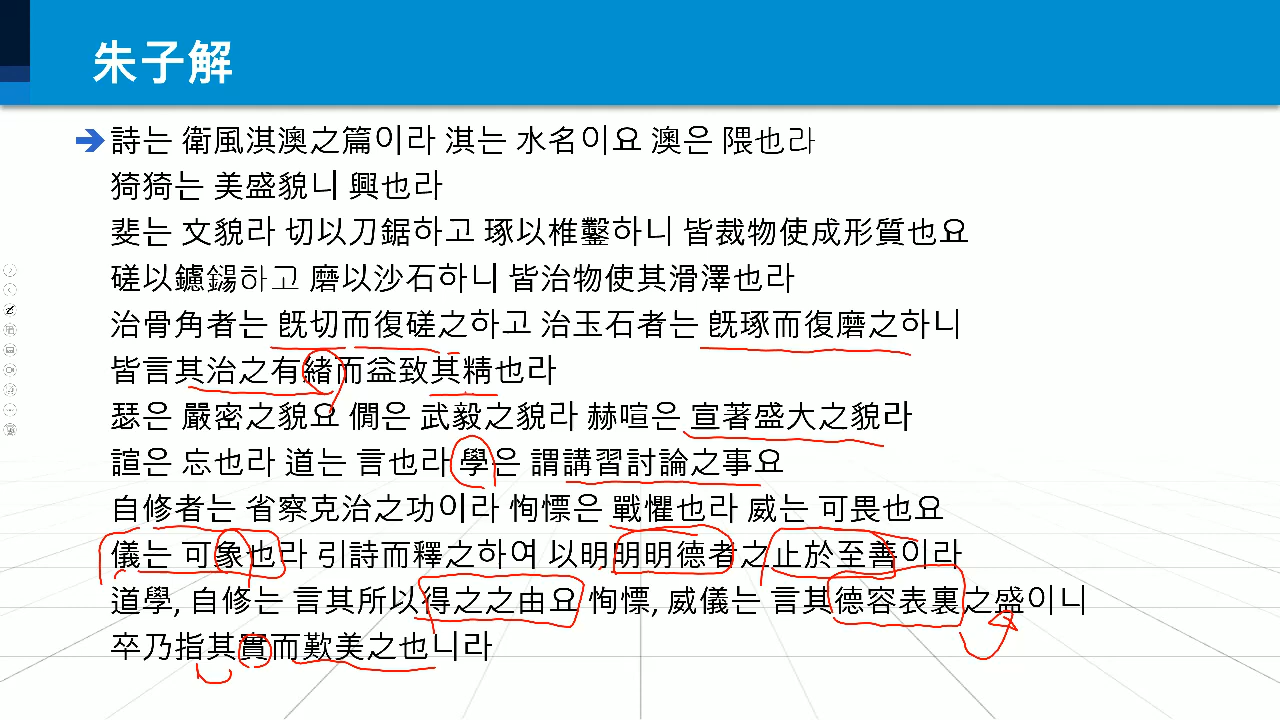 朱子解
詩는 衛風淇澳之篇이라 淇는 水名이요 澳은 隈也라
猗猗는 美盛貌니 興也라
斐는 文貌라 切以刀鋸하고 琢以椎鑿하니 皆裁物使成形質也요
磋以鑢鐋하고 磨以沙石하니 皆治物使其滑澤也라
治骨角者는 旣切而復磋之하고 治玉石者는 旣琢而復磨之하니
皆言其治之有緖而益致其精也라
瑟은 嚴密之貌요 僩은 武毅之貌라 赫喧은 宣著盛大之貌라
諠은 忘也라 道는 言也라 學은 謂講習討論之事요
自修者는 省察克治之功이라 恂慄은 戰懼也라 威는 可畏也요
儀는 可象也라 引詩而釋之하여 以明明明德者之止於至善이라
道學, 自修는 言其所以得之之由요 恂慄, 威儀는 言其德容表裏之盛이니
卒乃指其實而歎美之也니라